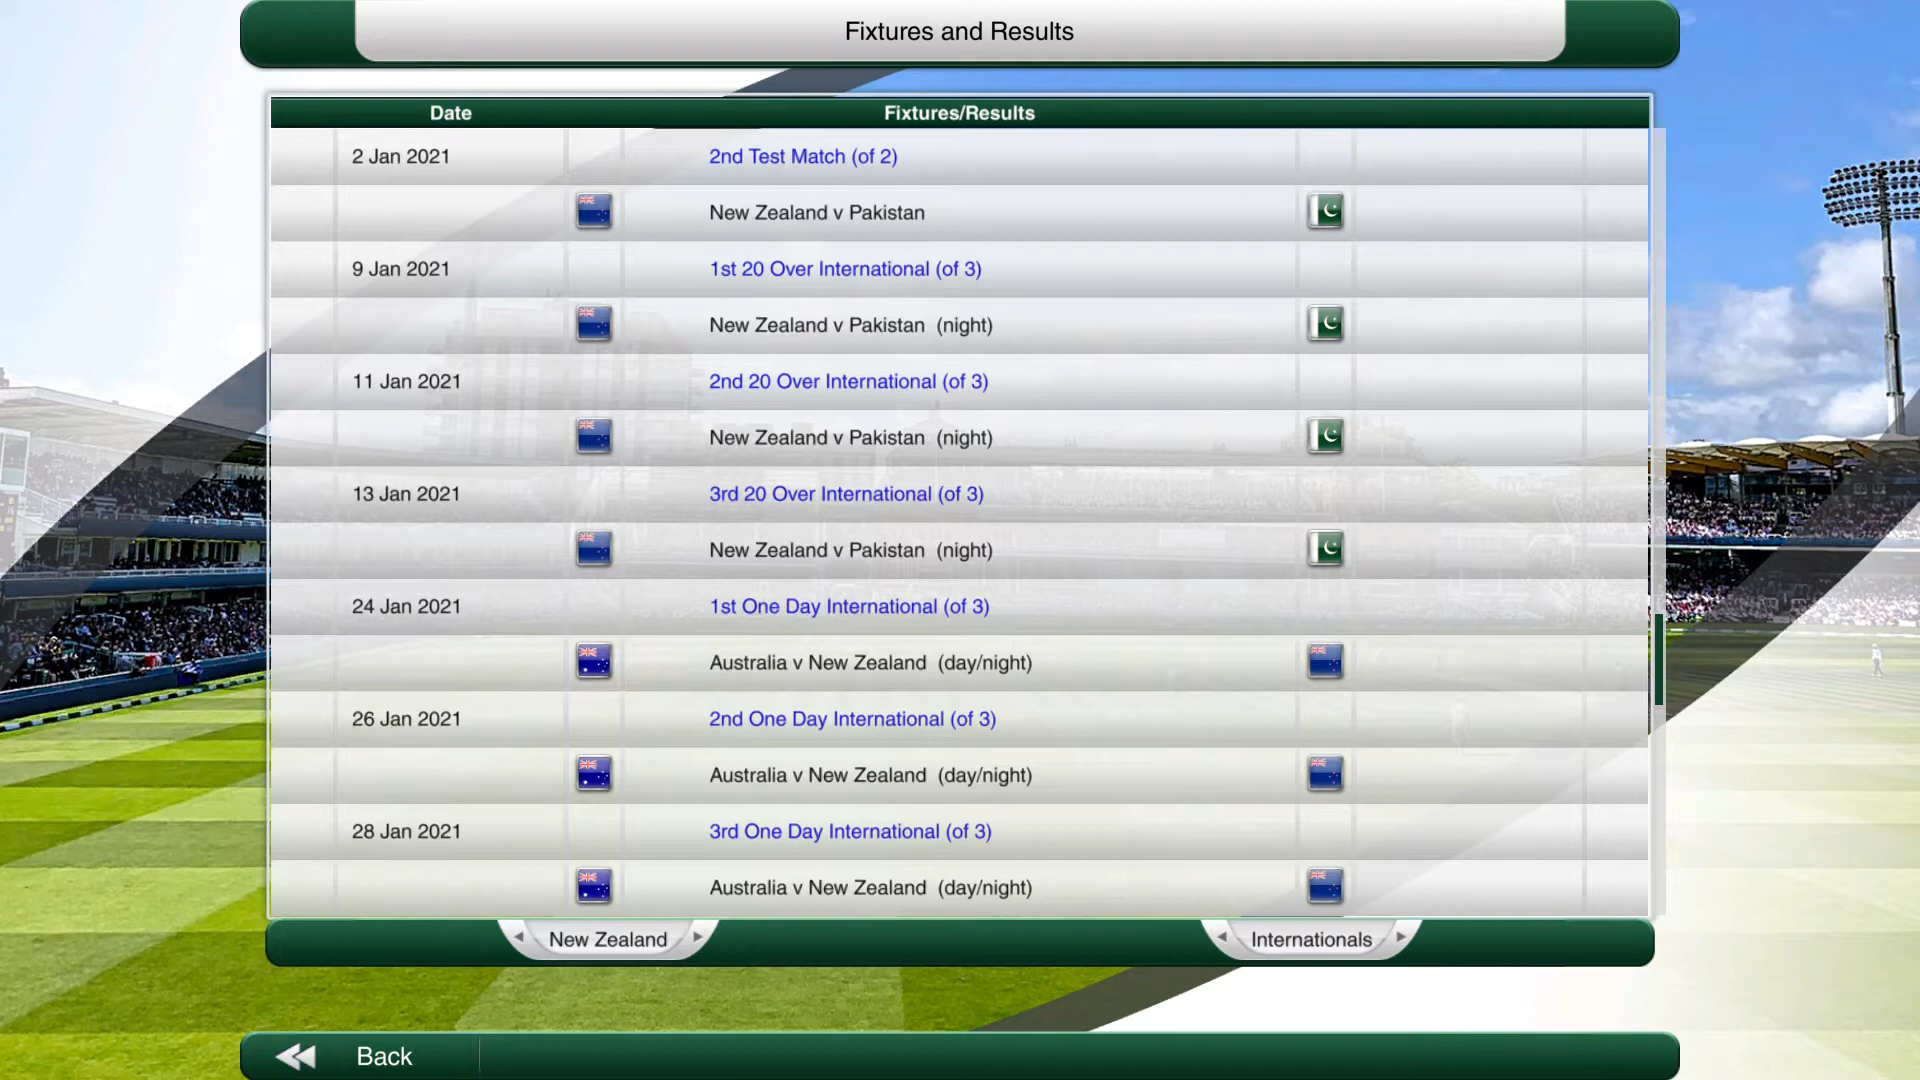 Fixtures and Results
Date Fixtures/Results
2 Jan 2021 2nd Test Match (of 2)
New Zealand v Pakistan
9 Jan 2021 1st 20 Over International (of 3)
New Zealand v Pakistan (night)
11 Jan 2021 2nd 20 Over International (of 3)
New Zealand v Pakistan (night)
13 Jan 2021 3rd 20 Over International (of 3)
New Zealand v Pakistan (night)
24 Jan 2021 1st One Day International (of 3)
Australia v New Zealand (day/night)
26 Jan 2021 2nd One Day International (of 3)
Australia v New Zealand (day/night)
28 Jan 2021 3rd One Day International (of 3)
Australia v New Zealand (day/night)
New Zealand Internationals
Back